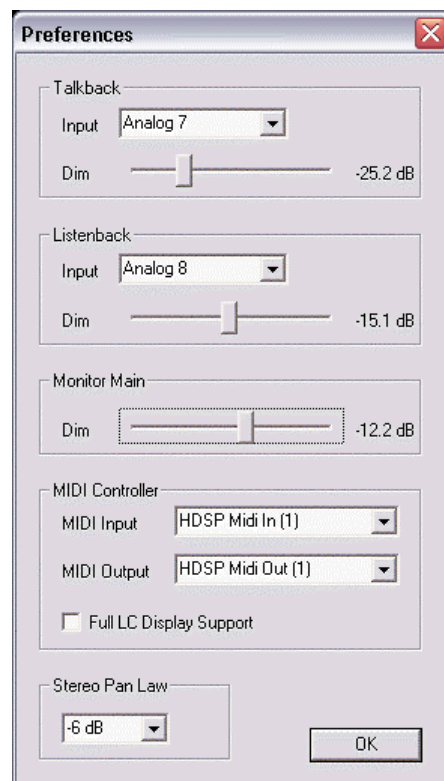 Preferences
Talkback
Input Analog 7
Dim -25.2 dB
Listenback
Input Analog 8
Dim -15.1 dB
Monitor Main
Dim -12.2 dB
MIDI Controller
MIDI Input HDSP Midi In (1)
MIDI Output HDSP Midi Out (1)
Full LC Display Support
Stereo Pan Law
-6 dB
OK